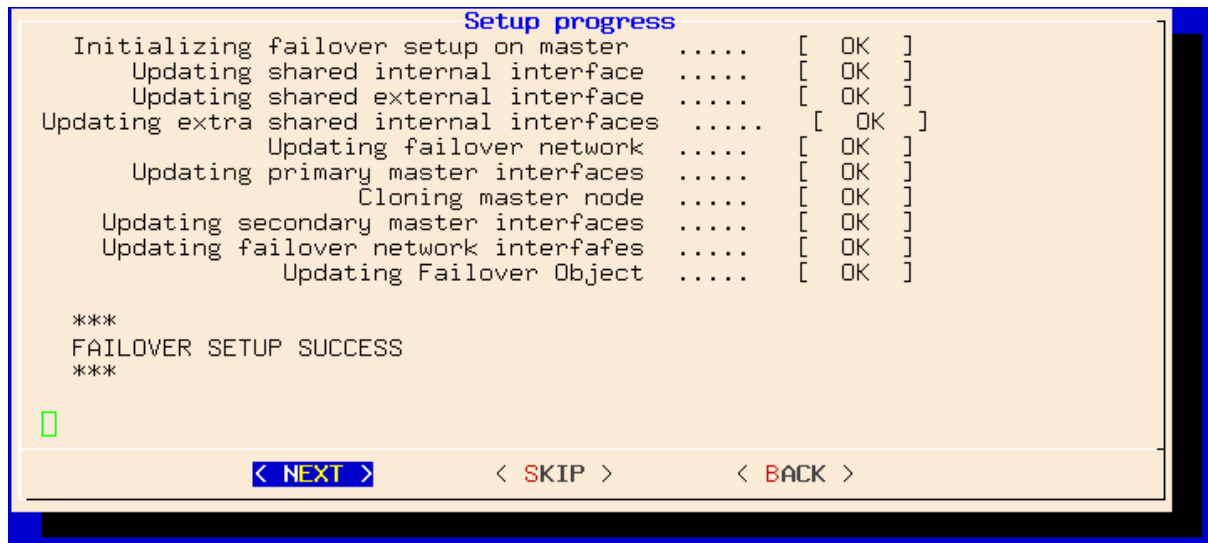 Setup progress
Initializing failover setup on master ..... [ OK ]
Updating shared internal interface ..... [ OK ]
Updating shared external interface ..... [ OK ]
Updating extra shared internal interfaces ..... [ OK ]
Updating failover network ..... [ OK ]
Updating primary master interfaces ..... [ OK ]
Cloning master node ..... [ OK ]
Updating secondary master interfaces ..... [ OK ]
Updating failover network interfafes ..... [ OK ]
Updating Failover Object ..... [ OK ]
***
FAILOVER SETUP SUCCESS
***
< NEXT > < SKIP > < BACK >